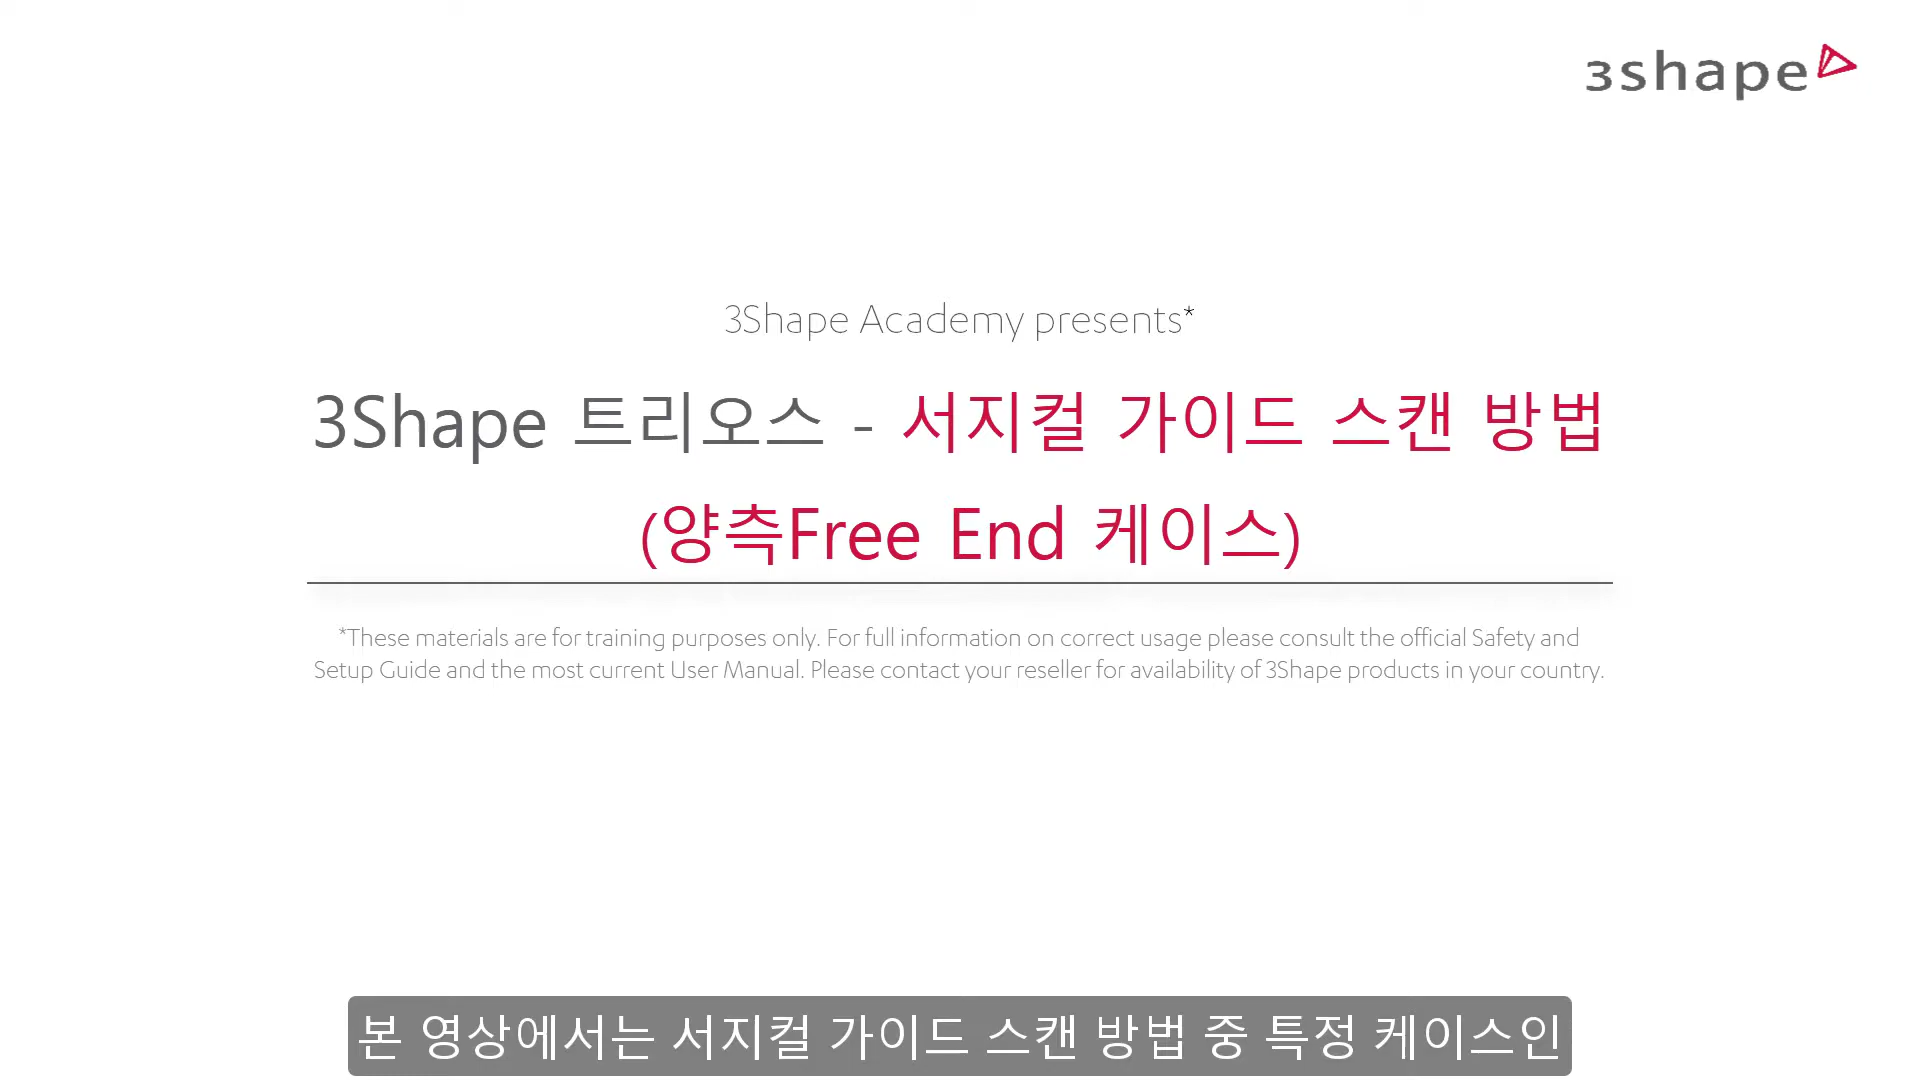 3shape
3Shape Academy presents*
3Shape 트리오스 - 서지컬 가이드 스캔 방법
(양측Free End 케이스)
*These materials are for training purposes only. For full information on correct usage please consult the official Safety and
Setup Guide and the most current User Manual. Please contact your reseller for availability of 3Shape products in your country.
본 영상에서는 서지컬 가이드 스캔 방법 중 특정 케이스인